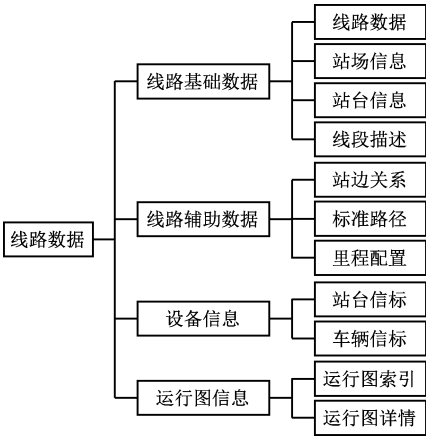 线路数据
线路基础数据
线路数据
站场信息
站台信息
线段描述
线路辅助数据
站边关系
标准路径
里程配置
设备信息
站台信标
车辆信标
运行图信息
运行图索引
运行图详情